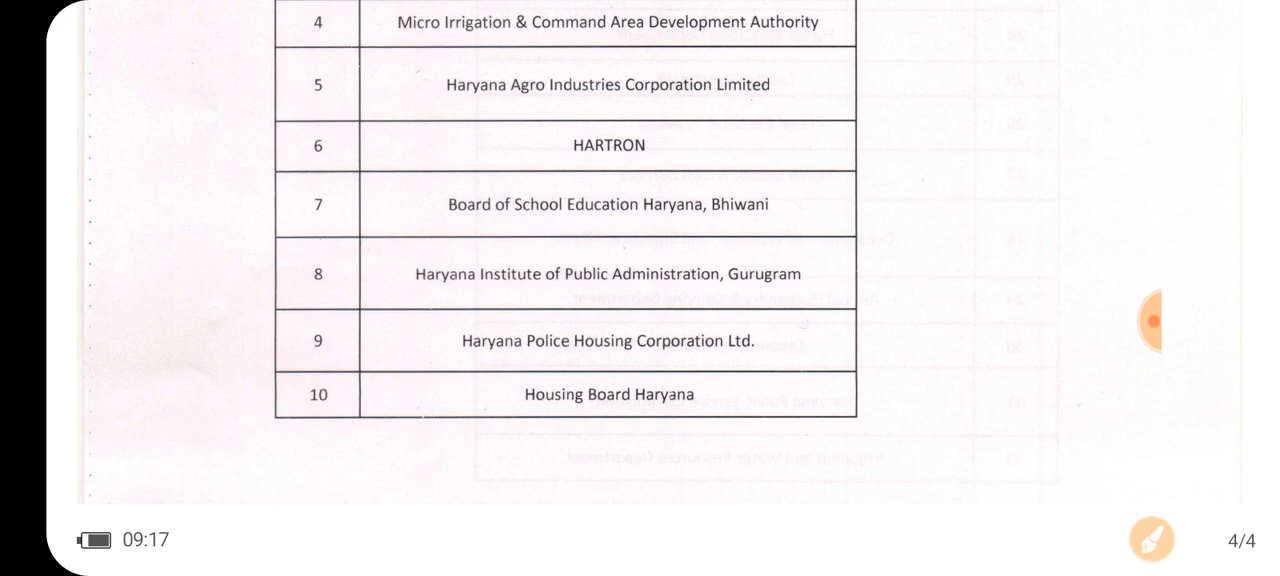 4 Micro Irrigation & Command Area Development Authority
5 Haryana Agro Industries Corporation Limited
6 HARTRON
7 Board of School Education Haryana, Bhiwani
8 Haryana Institute of Public Administration, Gurugram
9 Haryana Police Housing Corporation Ltd.
10 Housing Board Haryana
09:17 4/4